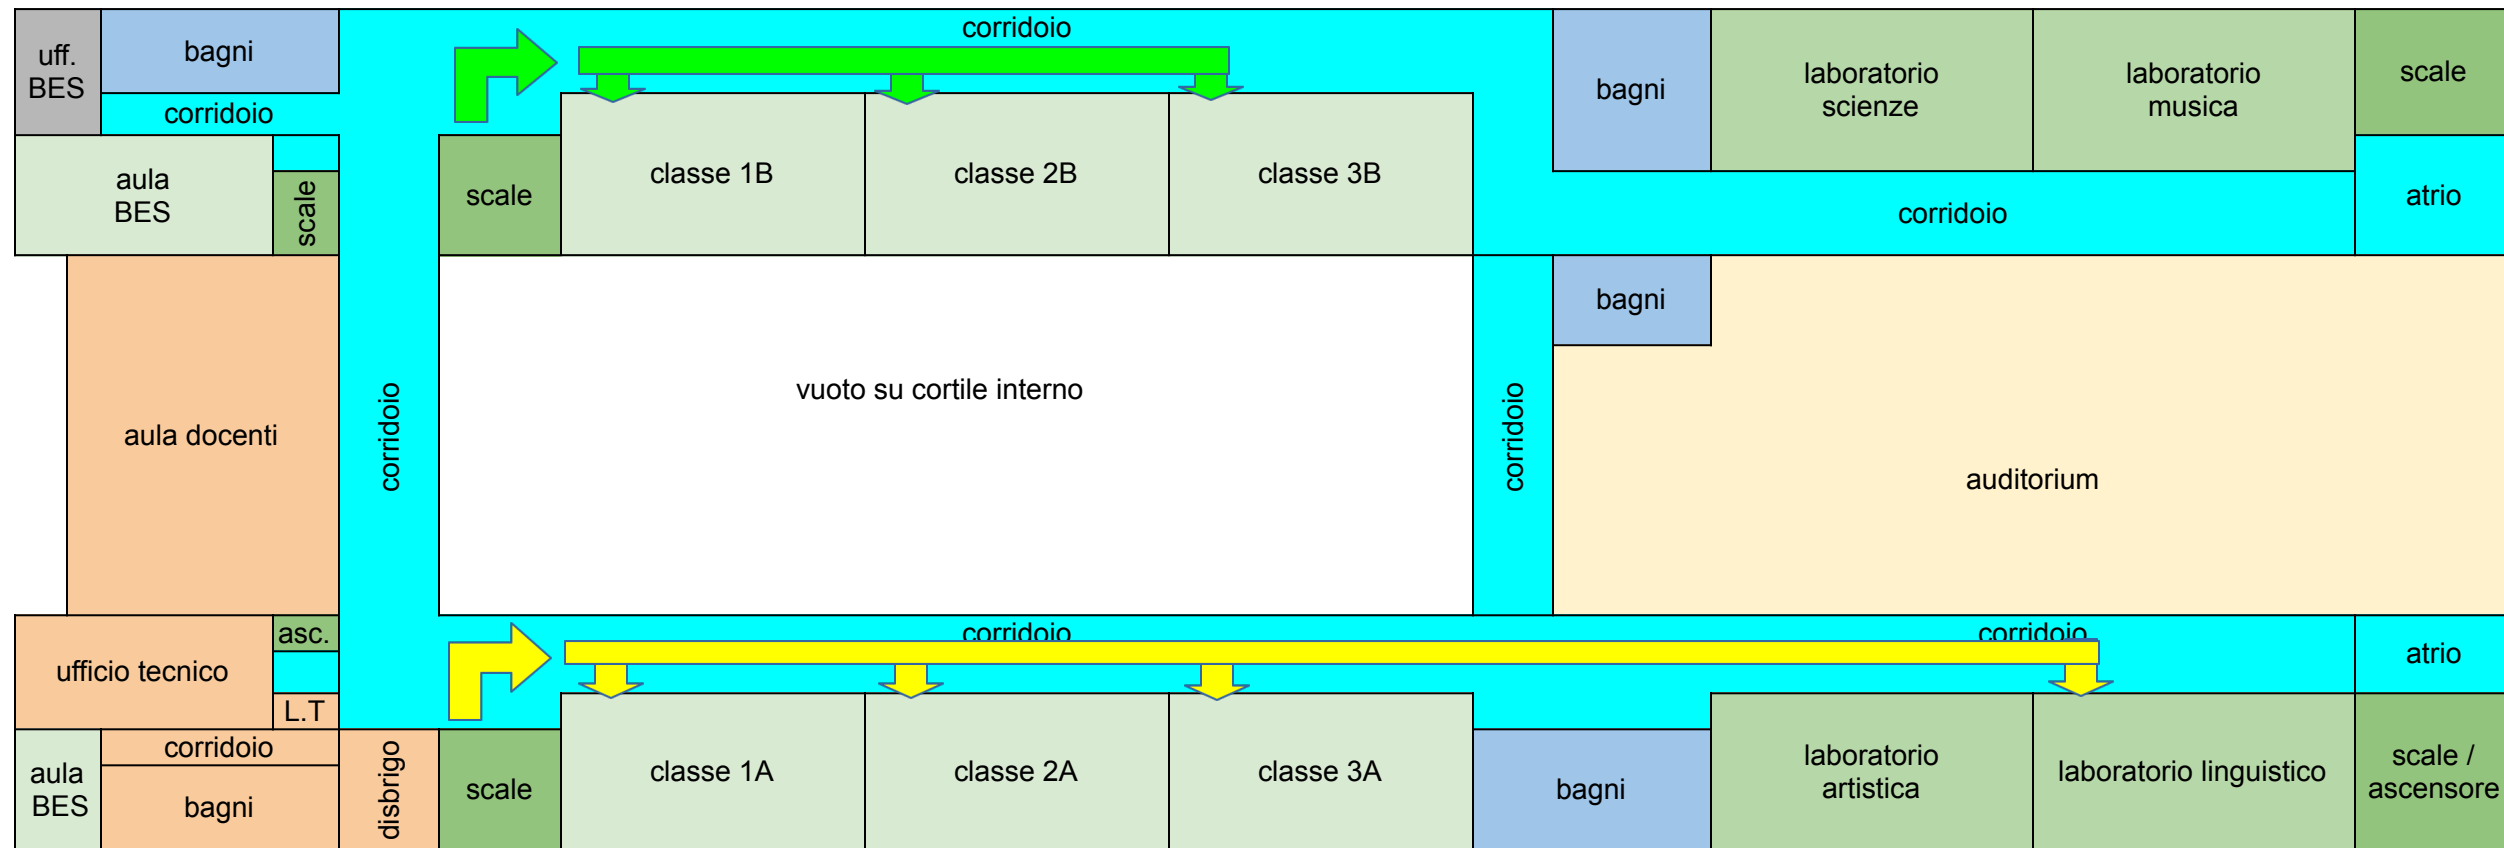 corridoio
uff.
BES
bagni
corridoio
bagni
laboratorio
scienze
laboratorio
musica
scale
aula
BES
scale
scale
classe 1B
classe 2B
classe 3B
corridoio
atrio
bagni
aula docenti
corridoio
vuoto su cortile interno
corridoio
auditorium
ufficio tecnico
asc.
L.T
corridoio
corridoio
atrio
aula
BES
corridoio
bagni
disbrigo
scale
classe 1A
classe 2A
classe 3A
bagni
laboratorio
artistica
laboratorio linguistico
scale /
ascensore